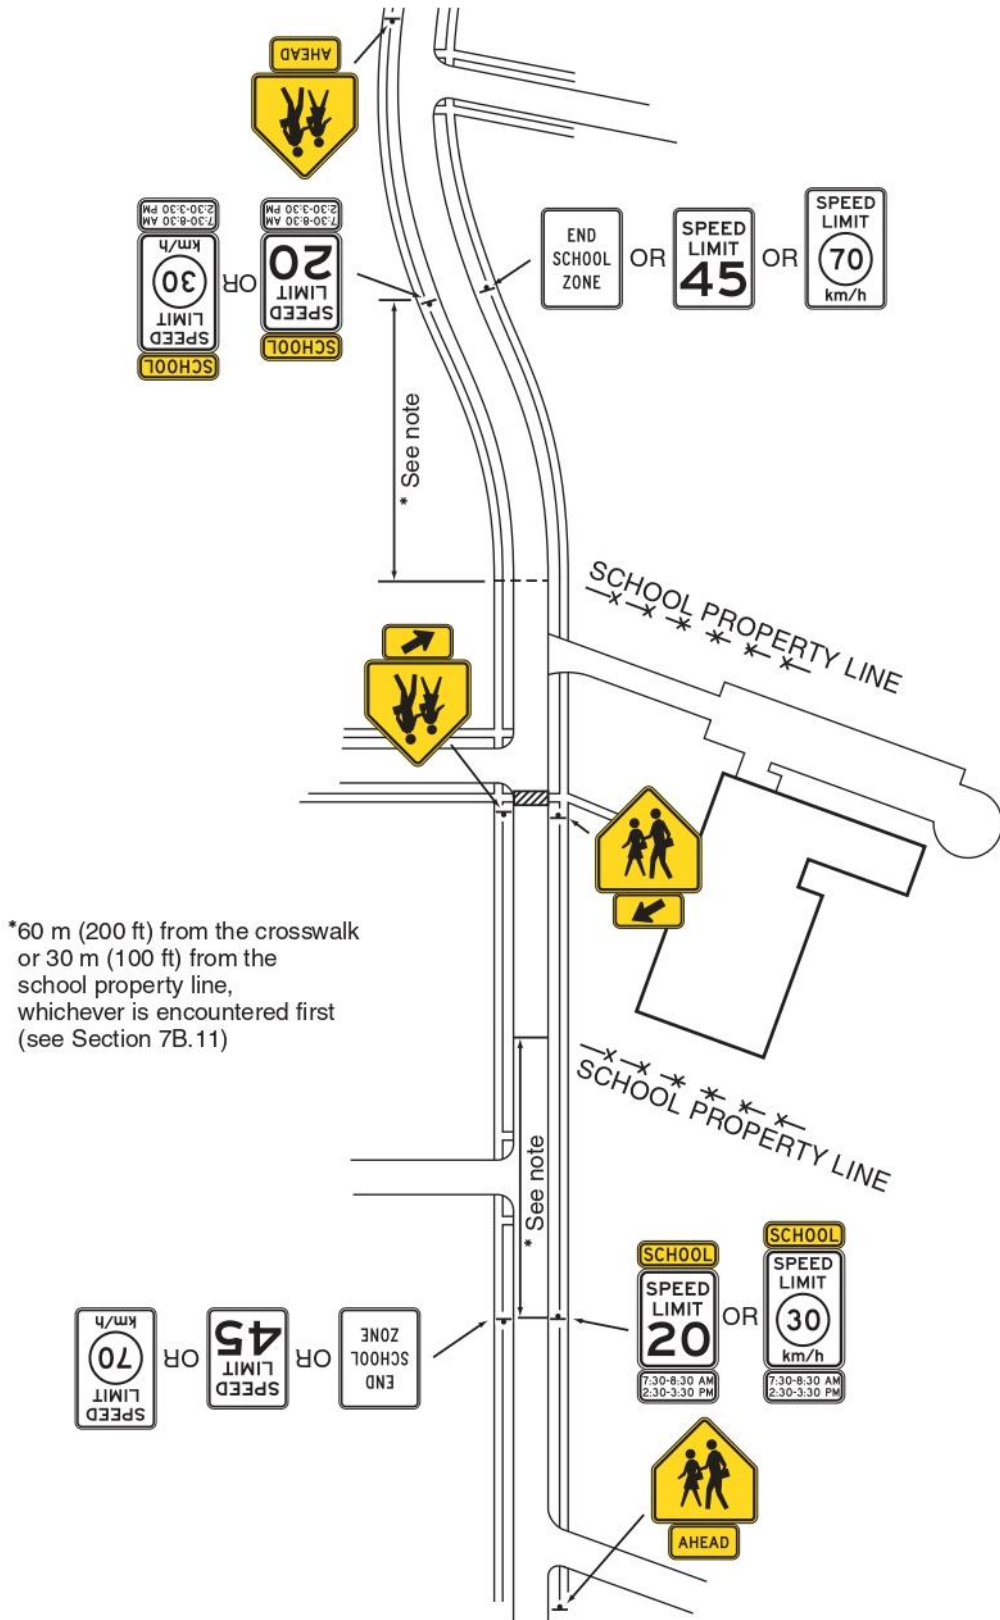 AHEAD
7:30-8:30 AM
2:30-3:30 PM
SPEED
LIMIT
30
km/h
SCHOOL
OR
7:30-8:30 AM
2:30-3:30 PM
SPEED
LIMIT
20
SCHOOL
END
SCHOOL
ZONE
OR
SPEED
LIMIT
45
OR
SPEED
LIMIT
70
km/h
* See note
SCHOOL PROPERTY LINE
*60 m (200 ft) from the crosswalk
or 30 m (100 ft) from the
school property line,
whichever is encountered first
(see Section 7B.11)
SCHOOL PROPERTY LINE
* See note
SCHOOL
SPEED
LIMIT
20
7:30-8:30 AM
2:30-3:30 PM
OR
SCHOOL
SPEED
LIMIT
30
km/h
7:30-8:30 AM
2:30-3:30 PM
SPEED
LIMIT
70
km/h
OR
SPEED
LIMIT
45
OR
END
SCHOOL
ZONE
AHEAD